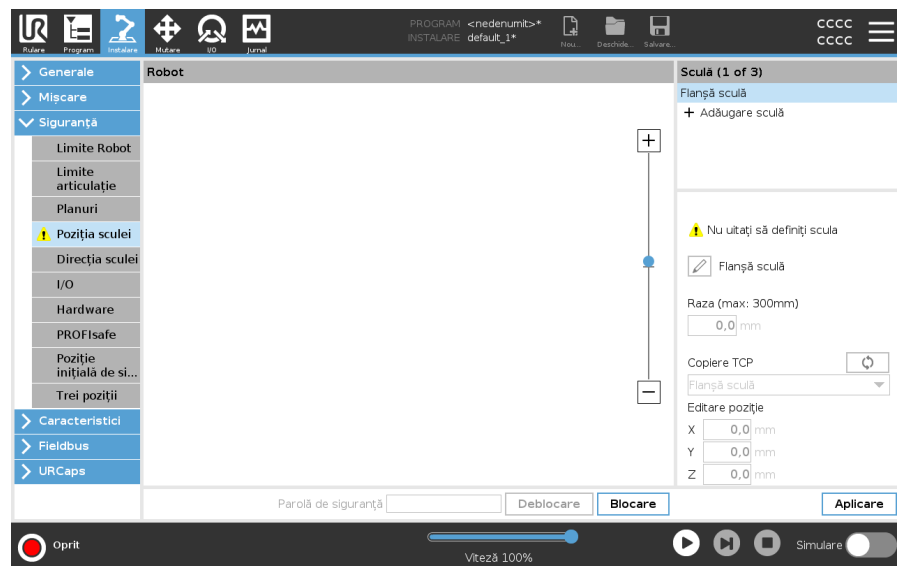 PROGRAM <nedenumit>*
INSTALARE default_1*
Rulare Program Instalare Mutare I/O Jurnal
Nou... Deschide... Salvare...
CCCC
CCCC
Generale
Mișcare
Siguranță
Limite Robot
Limite
articulație
Planuri
Poziția sculei
Direcția sculei
I/O
Hardware
PROFIsafe
Poziție
inițială de si...
Trei poziții
Caracteristici
Fieldbus
URCaps
Robot
Sculă (1 of 3)
Flanșă sculă
Adăugare sculă
Nu uitați să definiți scula
Flanșă sculă
Raza (max: 300mm)
0,0 mm
Copiere TCP
Flanșă sculă
Editare poziție
X 0,0 mm
Y 0,0 mm
Z 0,0 mm
Parolă de siguranță Deblocare Blocare Aplicare
Oprit
Viteză 100%
Simulare